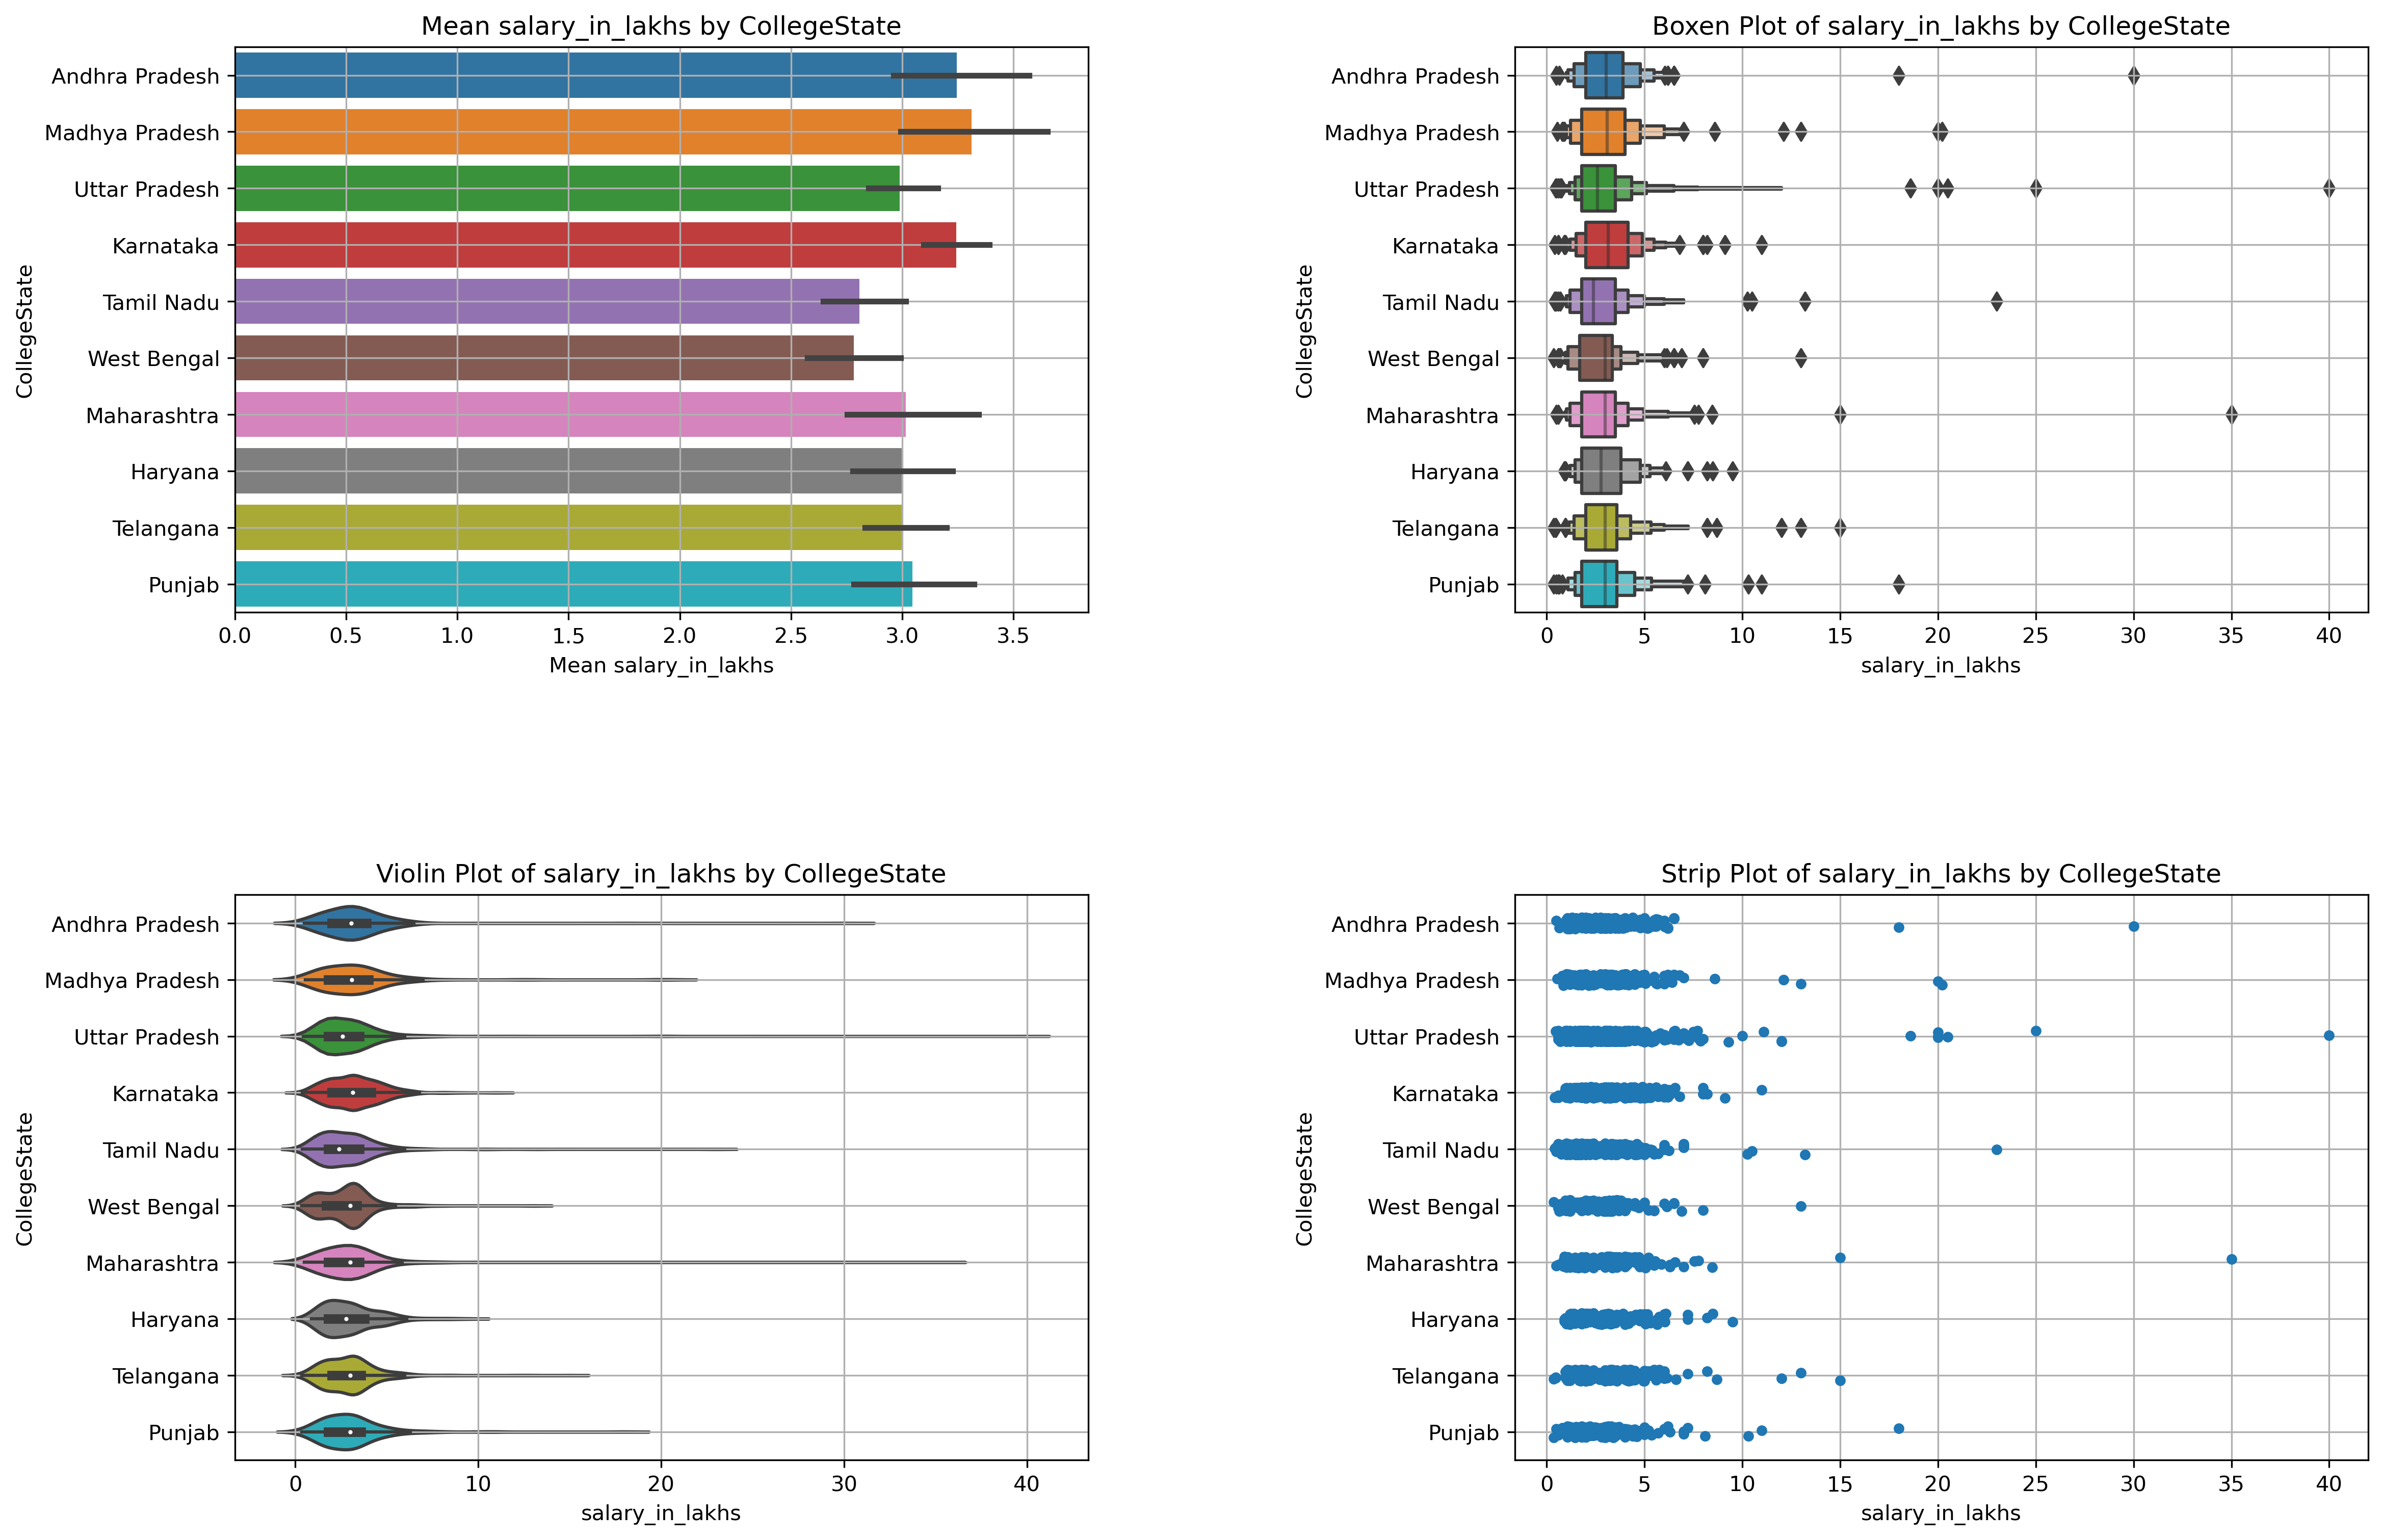 Mean salary_in_lakhs by CollegeState
CollegeState
Andhra Pradesh
Madhya Pradesh
Uttar Pradesh
Karnataka
Tamil Nadu
West Bengal
Maharashtra
Haryana
Telangana
Punjab
0.0 0.5 1.0 1.5 2.0 2.5 3.0 3.5
Mean salary_in_lakhs
Boxen Plot of salary_in_lakhs by CollegeState
CollegeState
Andhra Pradesh
Madhya Pradesh
Uttar Pradesh
Karnataka
Tamil Nadu
West Bengal
Maharashtra
Haryana
Telangana
Punjab
0 5 10 15 20 25 30 35 40
salary_in_lakhs
Violin Plot of salary_in_lakhs by CollegeState
CollegeState
Andhra Pradesh
Madhya Pradesh
Uttar Pradesh
Karnataka
Tamil Nadu
West Bengal
Maharashtra
Haryana
Telangana
Punjab
0 10 20 30 40
salary_in_lakhs
Strip Plot of salary_in_lakhs by CollegeState
CollegeState
Andhra Pradesh
Madhya Pradesh
Uttar Pradesh
Karnataka
Tamil Nadu
West Bengal
Maharashtra
Haryana
Telangana
Punjab
0 5 10 15 20 25 30 35 40
salary_in_lakhs